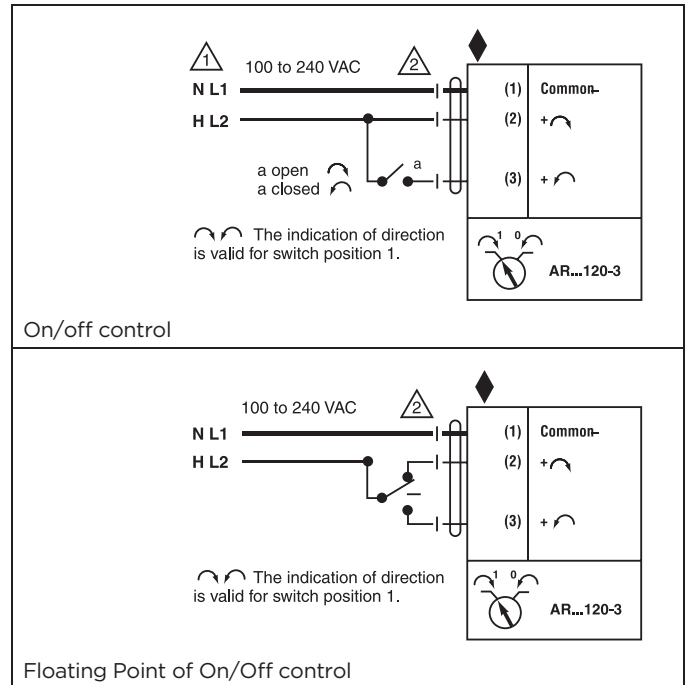 1
100 to 240 VAC
2
N L1
(1) Common–
H L2
(2) +
a open
a
a closed
(3) +
The indication of direction
is valid for switch position 1.
1 0
AR...120-3
On/off control
100 to 240 VAC
2
N L1
(1) Common–
H L2
(2) +
(3) +
The indication of direction
is valid for switch position 1.
1 0
AR...120-3
Floating Point of On/Off control